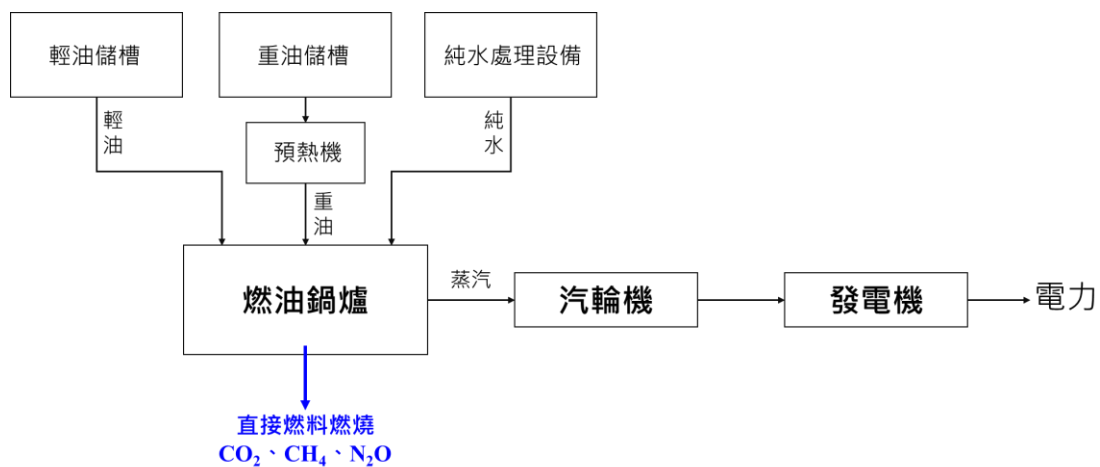 輕油儲槽
重油儲槽
純水處理設備
輕油
預熱機
純水
重油
燃油鍋爐
蒸汽
汽輪機
發電機
電力
直接燃料燃燒
CO₂、CH₄、N₂O